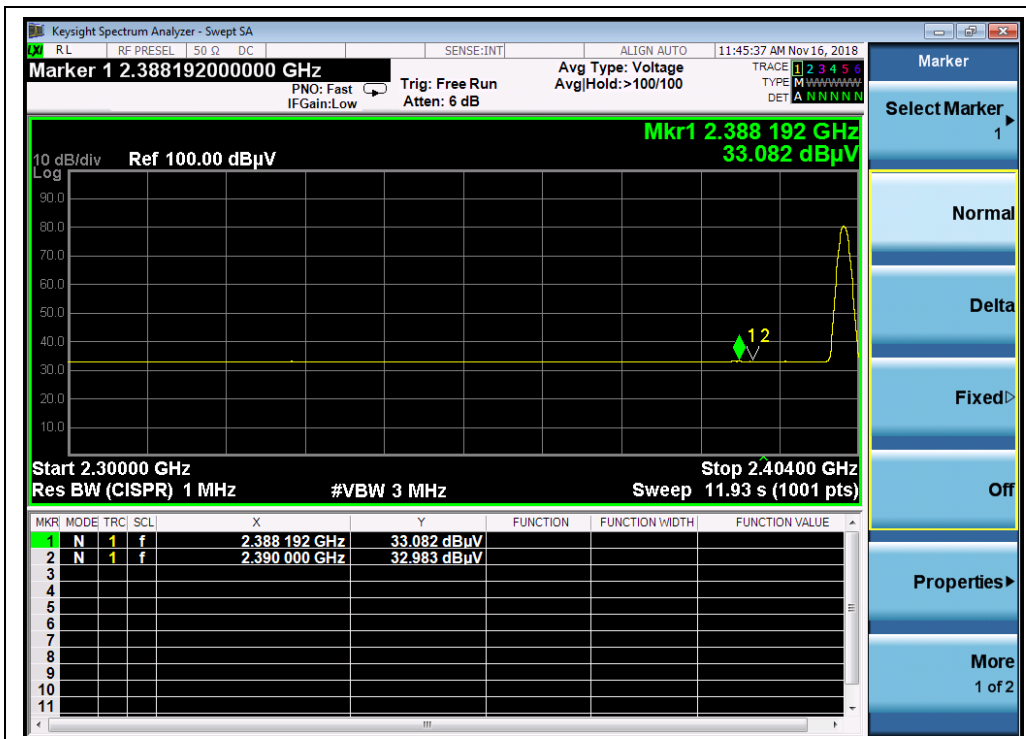 Keysight Spectrum Analyzer - Swept SA
LXI RL RF PRESEL 50 Ω DC SENSE:INT ALIGN AUTO 11:45:37 AM Nov 16, 2018
Marker 1 2.388192000000 GHz
PNO: Fast
IFGain:Low
Trig: Free Run
Atten: 6 dB
Avg Type: Voltage
Avg|Hold:>100/100
TRACE 1 2 3 4 5 6
TYPE M WWWWW
DET A N N N N N
Mkr1 2.388 192 GHz
33.082 dBµV
10 dB/div Ref 100.00 dBµV
Log
90.0
80.0
70.0
60.0
50.0
40.0
30.0
20.0
10.0
1 2
Start 2.30000 GHz Stop 2.40400 GHz
Res BW (CISPR) 1 MHz #VBW 3 MHz Sweep 11.93 s (1001 pts)
MKR MODE TRC SCL X Y FUNCTION FUNCTION WIDTH FUNCTION VALUE
1 N 1 f 2.388 192 GHz 33.082 dBµV
2 N 1 f 2.390 000 GHz 32.983 dBµV
3
4
5
6
7
8
9
10
11
Marker
Select Marker
1
Normal
Delta
Fixed
Off
Properties
More
1 of 2